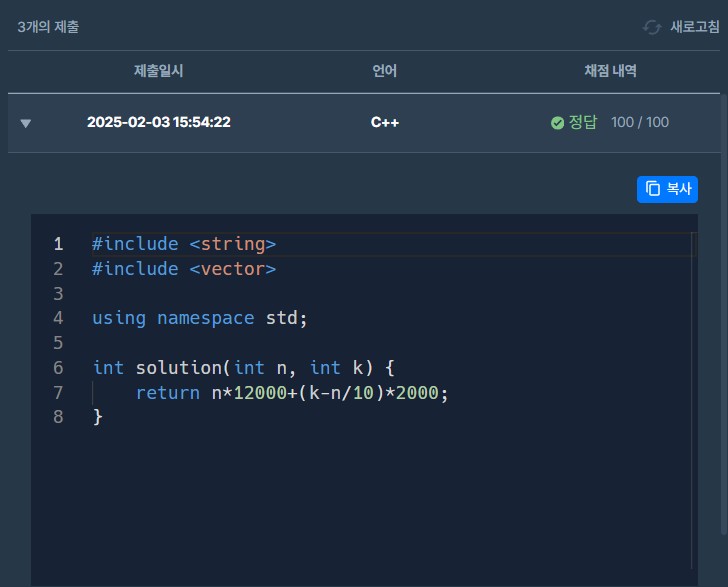 3개의 제출 새로고침
제출일시 언어 채점 내역
2025-02-03 15:54:22 C++ 정답 100 / 100
복사
1 #include <string>
2 #include <vector>
3
4 using namespace std;
5
6 int solution(int n, int k) {
7 return n*12000+(k-n/10)*2000;
8 }